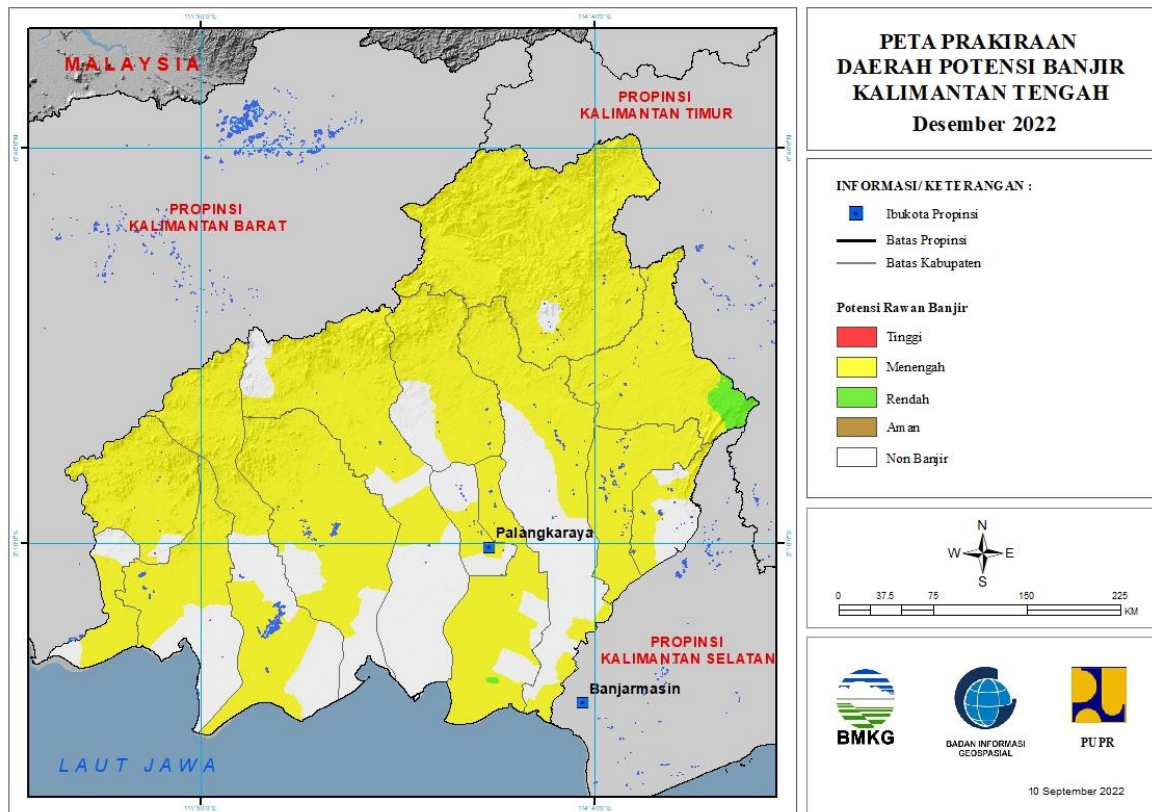 MALAYSIA
PROPINSI
KALIMANTAN TIMUR
PROPINSI
KALIMANTAN BARAT
Palangkaraya
PROPINSI
KALIMANTAN SELATAN
Banjarmasin
LAUT JAWA
PETA PRAKIRAAN
DAERAH POTENSI BANJIR
KALIMANTAN TENGAH
Desember 2022
INFORMASI/ KETERANGAN :
Ibukota Propinsi
Batas Propinsi
Batas Kabupaten
Potensi Rawan Banjir
Tinggi
Menengah
Rendah
Aman
Non Banjir
N
W E
S
0 37.5 75 150 225
KM
BMKG
BADAN INFORMASI
GEOSPASIAL
PUPR
10 September 2022